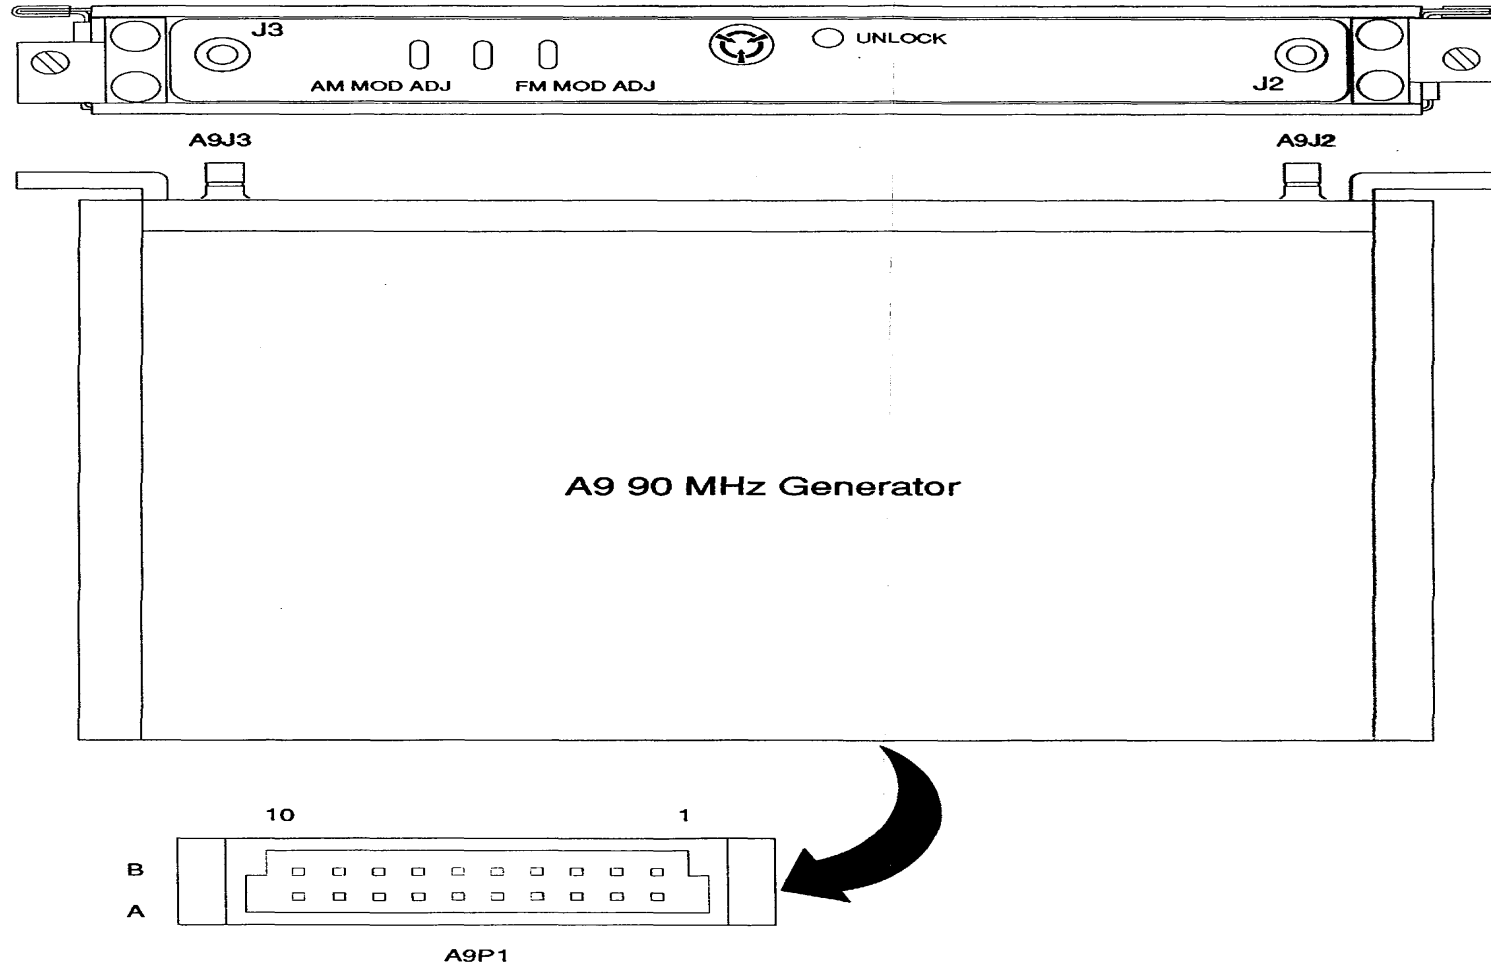 J3
UNLOCK
AM MOD ADJ
FM MOD ADJ
J2
A9J3
A9J2
A9 90 MHz Generator
10
1
B
A
A9P1